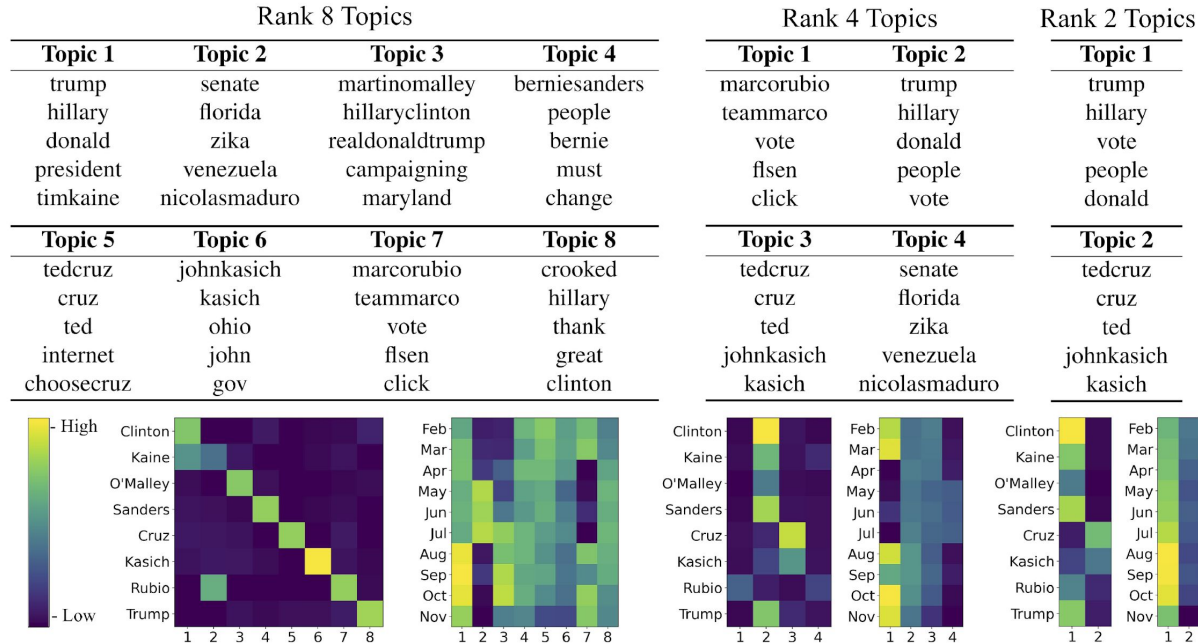 Rank 8 Topics Rank 4 Topics Rank 2 Topics
Topic 1 Topic 2 Topic 3 Topic 4 Topic 1 Topic 2 Topic 1
trump senate martinomalley berniesanders marcorubio trump trump
hillary florida hillaryclinton people teammarco hillary hillary
donald zika realdonaldtrump bernie vote donald vote
president venezuela campaigning must flsen people people
timkaine nicolasmaduro maryland change click vote donald
Topic 5 Topic 6 Topic 7 Topic 8 Topic 3 Topic 4 Topic 2
tedcruz johnkasich marcorubio crooked tedcruz senate tedcruz
cruz kasich teammarco hillary cruz florida cruz
ted ohio vote thank ted zika ted
internet john flsen great johnkasich venezuela johnkasich
choosecruz gov click clinton kasich nicolasmaduro kasich
- High
- Low
Clinton
Kaine
O'Malley
Sanders
Cruz
Kasich
Rubio
Trump
1 2 3 4 5 6 7 8
Feb
Mar
Apr
May
Jun
Jul
Aug
Sep
Oct
Nov
1 2 3 4 5 6 7 8
Clinton
Kaine
O'Malley
Sanders
Cruz
Kasich
Rubio
Trump
1 2 3 4
Feb
Mar
Apr
May
Jun
Jul
Aug
Sep
Oct
Nov
1 2 3 4
Clinton
Kaine
O'Malley
Sanders
Cruz
Kasich
Rubio
Trump
1 2
Feb
Mar
Apr
May
Jun
Jul
Aug
Sep
Oct
Nov
1 2